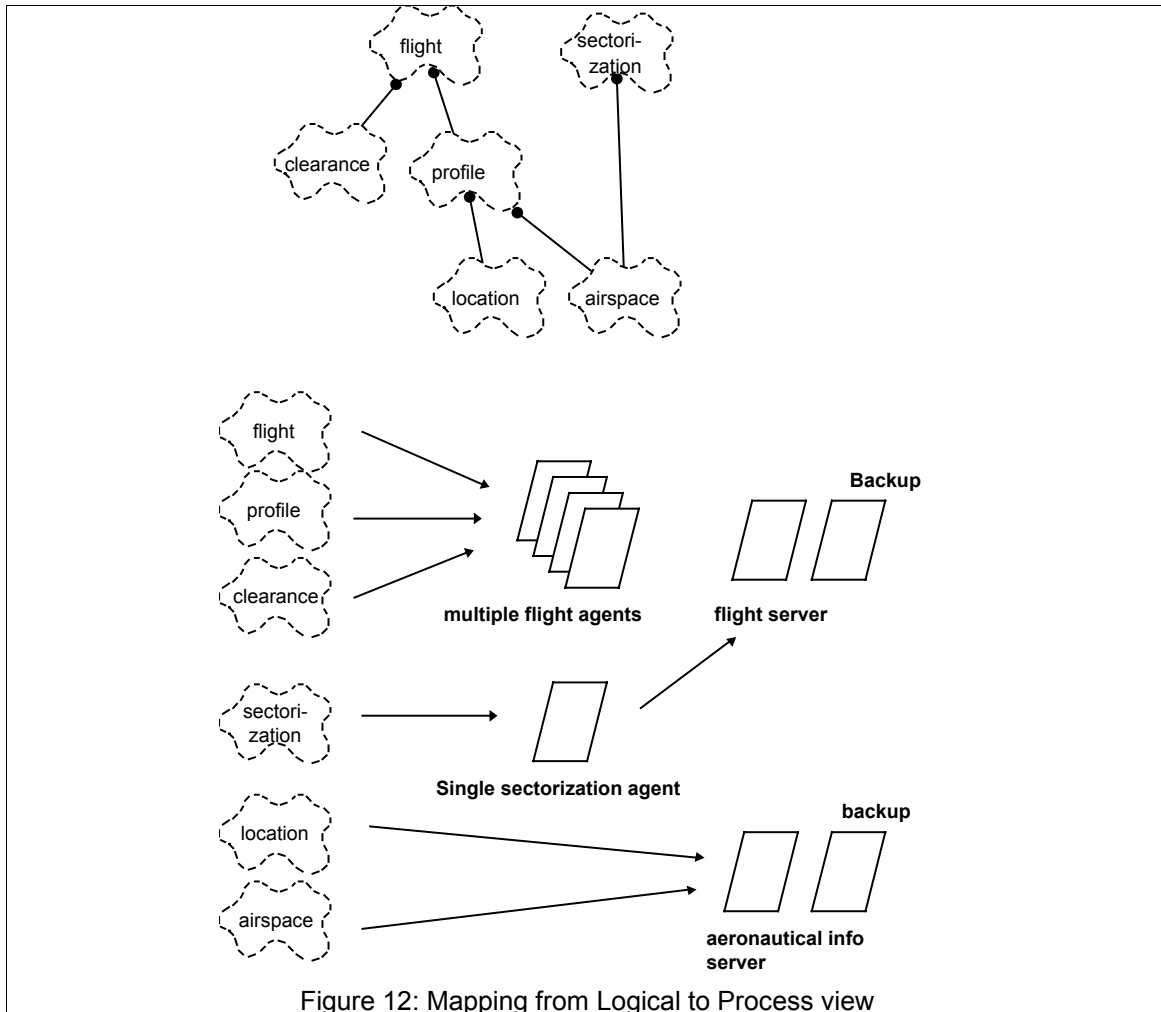 flight
sectori-
zation
clearance
profile
location
airspace
flight
profile
clearance
Backup
multiple flight agents
flight server
sectori-
zation
Single sectorization agent
location
backup
airspace
aeronautical info
server
Figure 12: Mapping from Logical to Process view